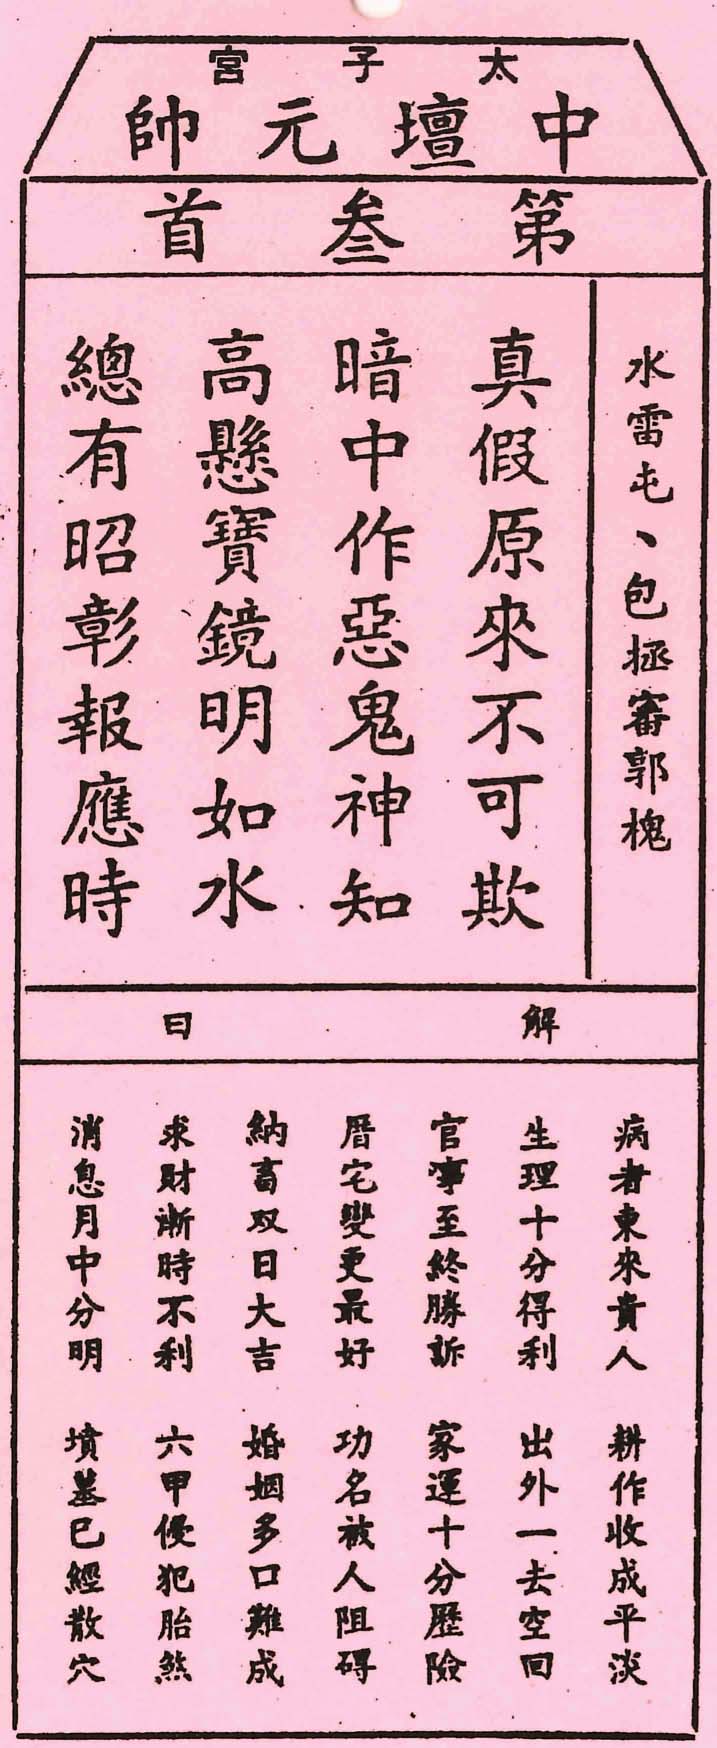 太子宮
中壇元帥
第叁首
水雷屯、包拯審郭槐
真假原來不可欺
暗中作惡鬼神知
高懸寶鏡明如水
總有昭彰報應時
解曰
病者東來貴人
耕作收成平淡
生理十分得利
出外一去空回
官事至終勝訴
家運十分歷險
厝宅變更最好
功名被人阻碍
納畜双日大吉
婚姻多口難成
求財漸時不利
六甲侵犯胎煞
消息月中分明
墳墓已經散穴